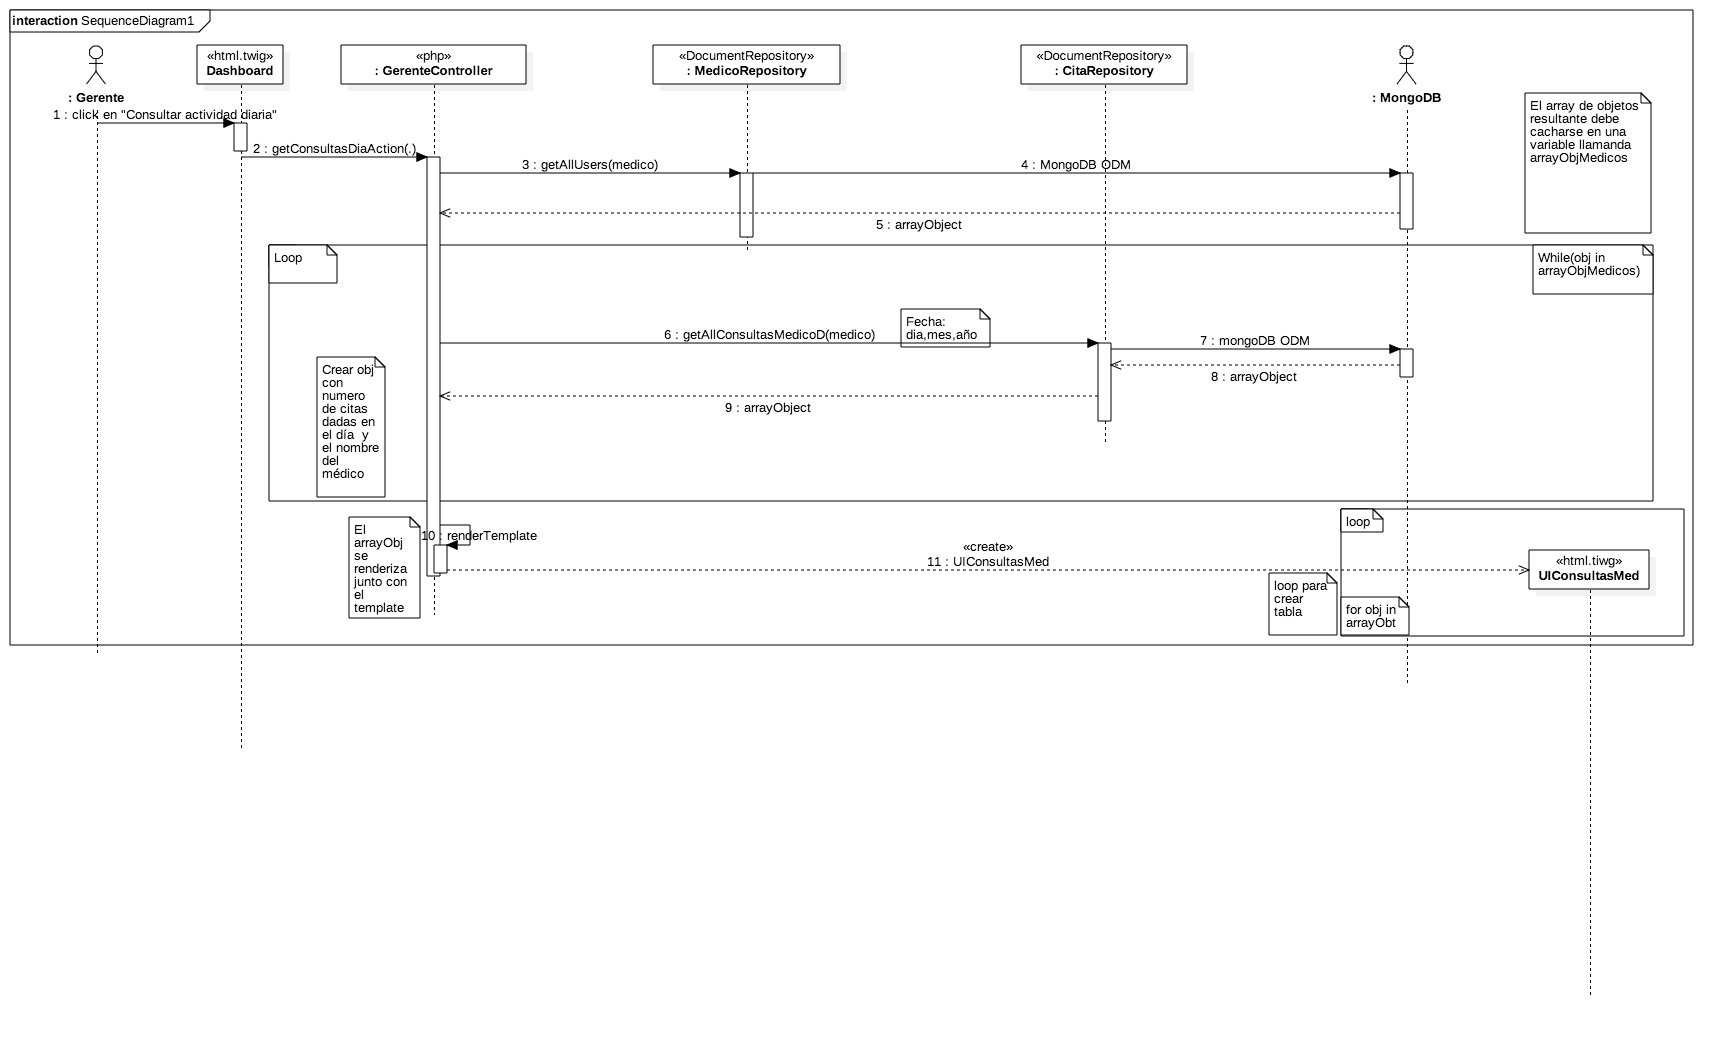 interaction SequenceDiagram1
«html.twig»
Dashboard
«php»
: GerenteController
«DocumentRepository»
: MedicoRepository
«DocumentRepository»
: CitaRepository
: Gerente
: MongoDB
El array de objetos
resultante debe
cacharse en una
variable llamanda
arrayObjMedicos
1 : click en "Consultar actividad diaria"
2 : getConsultasDiaAction(.)
3 : getAllUsers(medico)
4 : MongoDB ODM
5 : arrayObject
Loop
While(obj in
arrayObjMedicos)
Fecha:
dia,mes,año
6 : getAllConsultasMedicoD(medico)
7 : mongoDB ODM
8 : arrayObject
9 : arrayObject
Crear obj
con
numero
de citas
dadas en
el día y
el nombre
del
médico
El
arrayObj
se
renderiza
junto con
el
template
10 : renderTemplate
«create»
11 : UIConsultasMed
loop
«html.tiwg»
UIConsultasMed
loop para
crear
tabla
for obj in
arrayObt